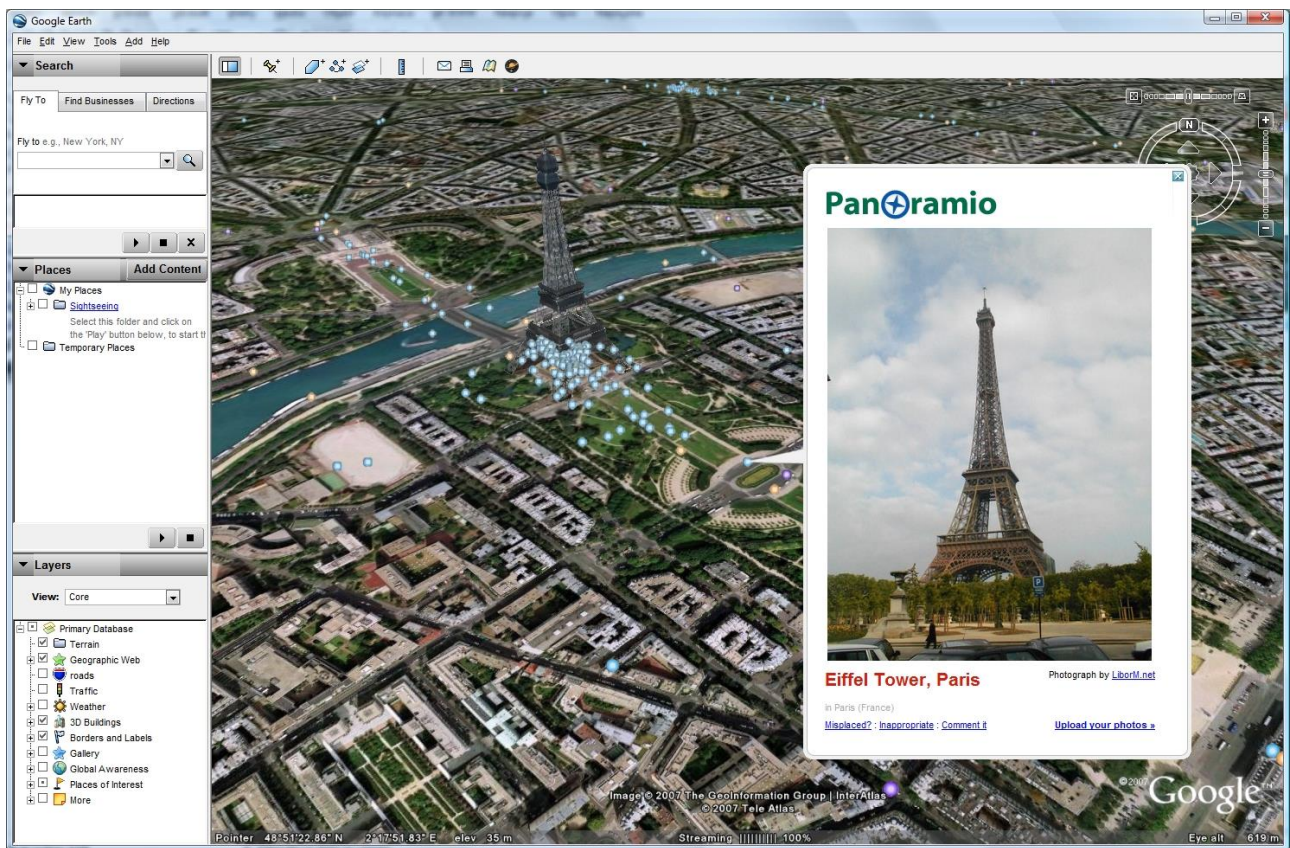 Google Earth
File Edit View Tools Add Help
Search
Fly To Find Businesses Directions
Fly to e.g., New York, NY
Places Add Content
My Places
Sightseeing
Select this folder and click on
the 'Play' button below, to start th
Temporary Places
Layers
View: Core
Primary Database
Terrain
Geographic Web
roads
Traffic
Weather
3D Buildings
Borders and Labels
Gallery
Global Awareness
Places of Interest
More
N
Panoramio
P
Eiffel Tower, Paris
Photograph by LiborM.net
in Paris (France)
Misplaced? : Inappropriate : Comment it
Upload your photos »
Image © 2007 The GeoInformation Group | InterAtlas
© 2007 Tele Atlas
© 2007 Google™
Pointer 48°51'22.86" N 2°17'51.83" E elev 35 m Streaming |||||||||| 100% Eye alt 619 m